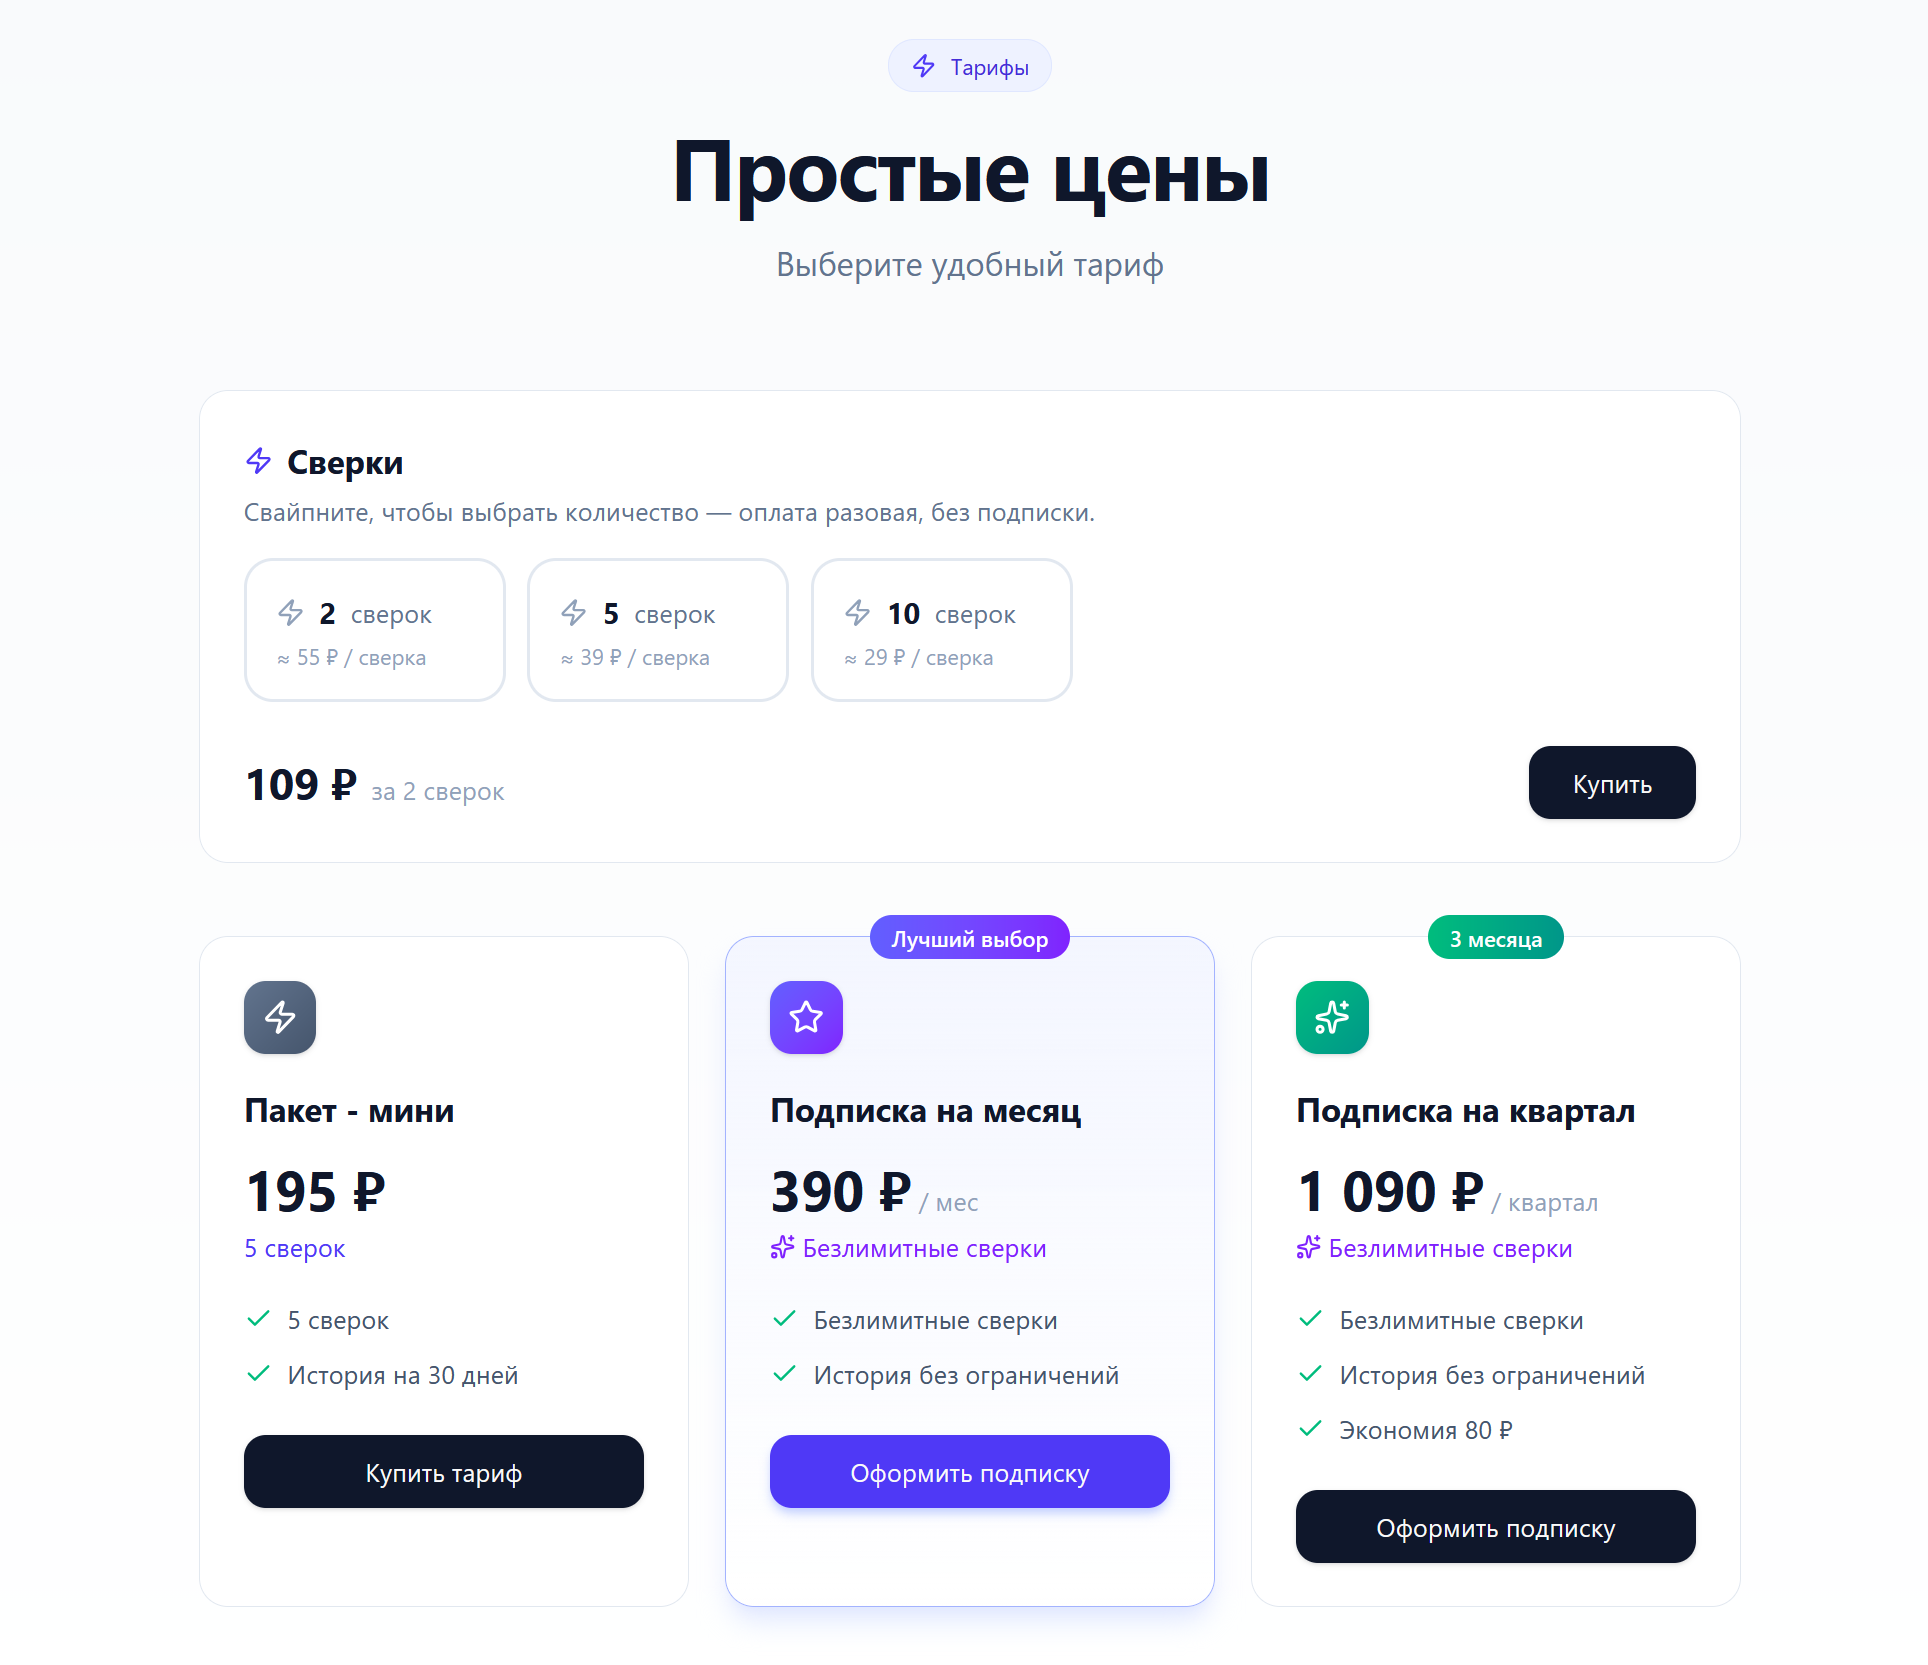 Тарифы
Простые цены
Выберите удобный тариф
Сверки
Свайпните, чтобы выбрать количество — оплата разовая, без подписки.
2 сверок
≈ 55 ₽ / сверка
5 сверок
≈ 39 ₽ / сверка
10 сверок
≈ 29 ₽ / сверка
109 ₽ за 2 сверок
Купить
Пакет - мини
195 ₽
5 сверок
5 сверок
История на 30 дней
Купить тариф
Лучший выбор
Подписка на месяц
390 ₽ / мес
Безлимитные сверки
Безлимитные сверки
История без ограничений
Оформить подписку
3 месяца
Подписка на квартал
1 090 ₽ / квартал
Безлимитные сверки
Безлимитные сверки
История без ограничений
Экономия 80 ₽
Оформить подписку